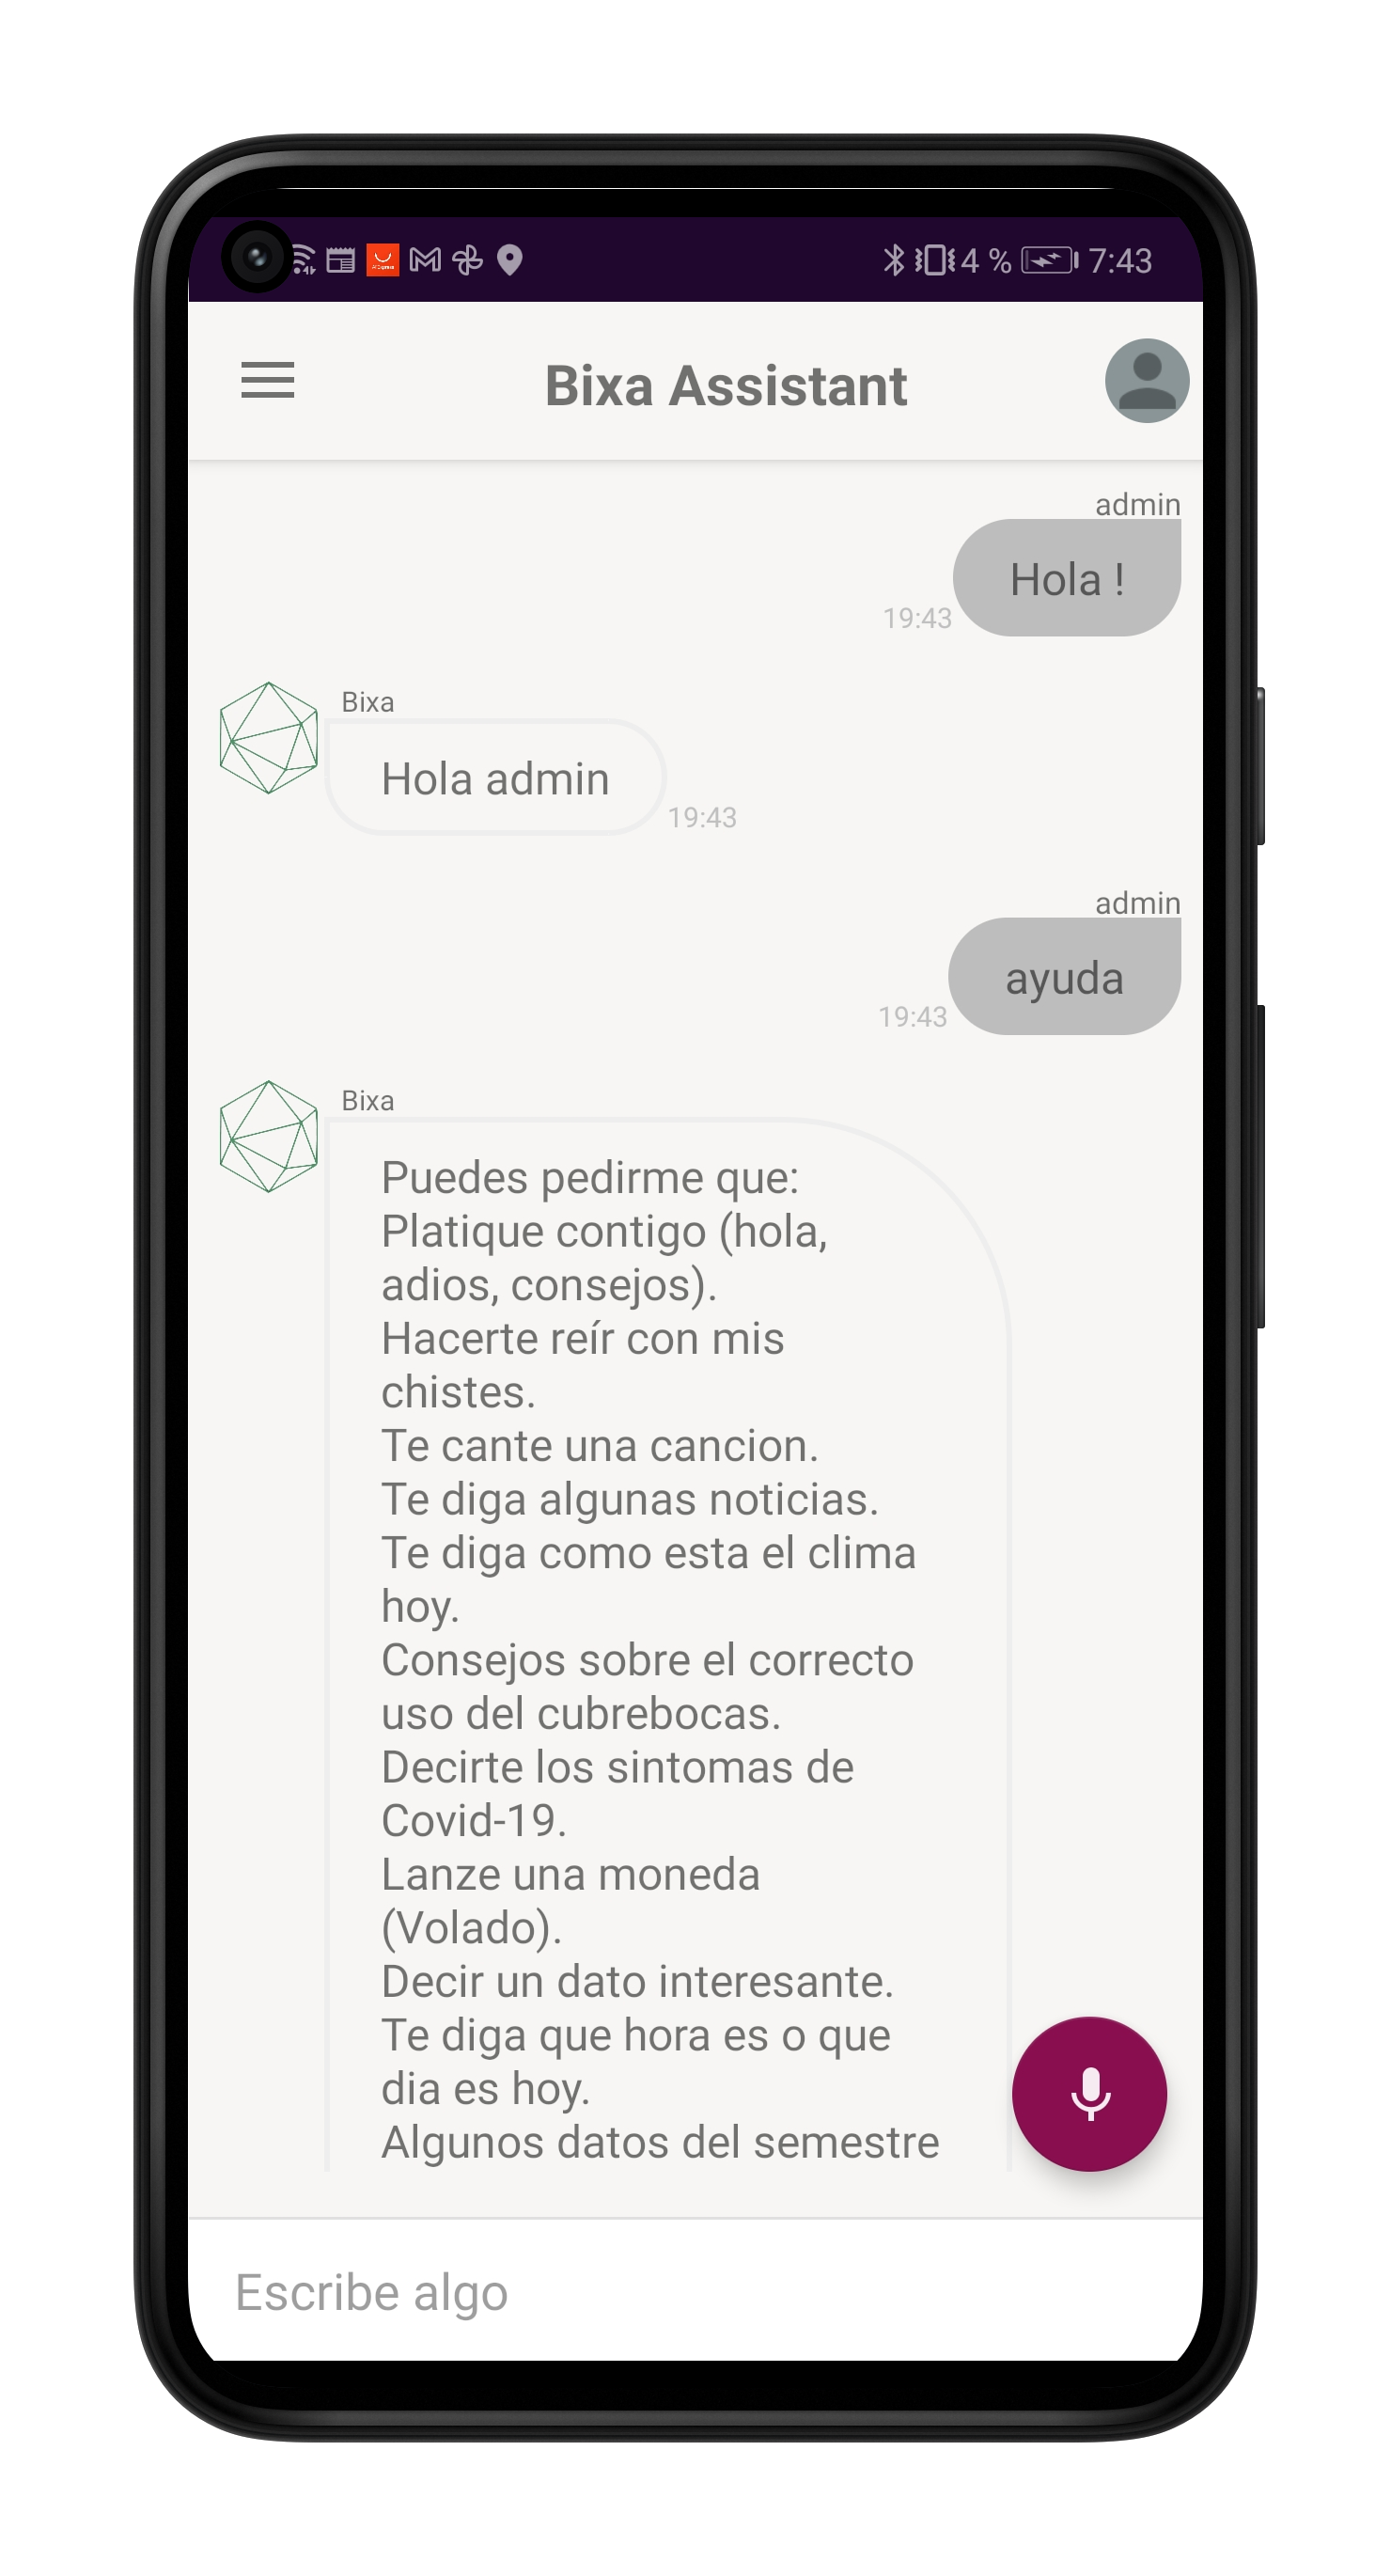 4 % 7:43
Bixa Assistant
admin
Hola !
19:43
Bixa
Hola admin
19:43
admin
ayuda
19:43
Bixa
Puedes pedirme que:
Platique contigo (hola,
adios, consejos).
Hacerte reír con mis
chistes.
Te cante una cancion.
Te diga algunas noticias.
Te diga como esta el clima
hoy.
Consejos sobre el correcto
uso del cubrebocas.
Decirte los sintomas de
Covid-19.
Lanze una moneda
(Volado).
Decir un dato interesante.
Te diga que hora es o que
dia es hoy.
Algunos datos del semestre
Escribe algo